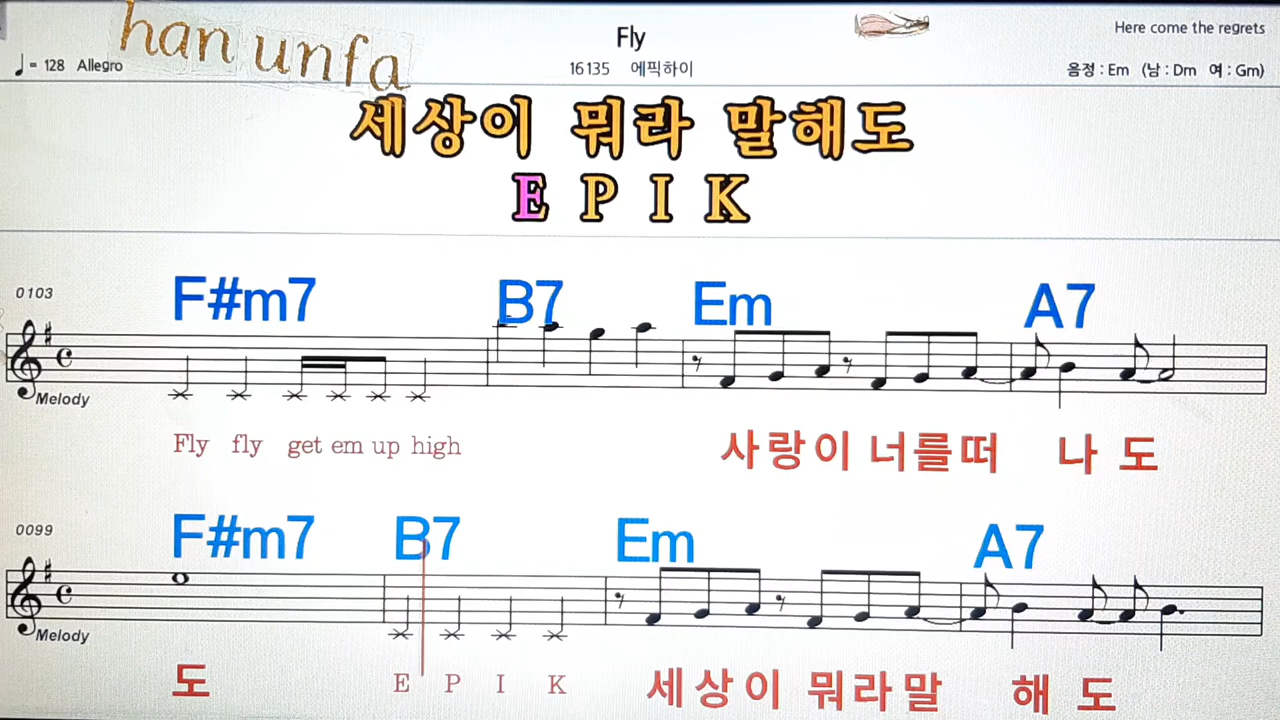 han unfa
Fly
Here come the regrets
♩ = 128 Allegro
16135 에픽하이
음정 : Em (남 : Dm 여 : Gm)
세상이 뭐라 말해도
E P I K
0103
F#m7 B7 Em A7
Melody
Fly fly get em up high 사랑이 너를떠 나 도
0099
F#m7 B7 Em A7
Melody
도 E P I K 세상이 뭐라말 해 도